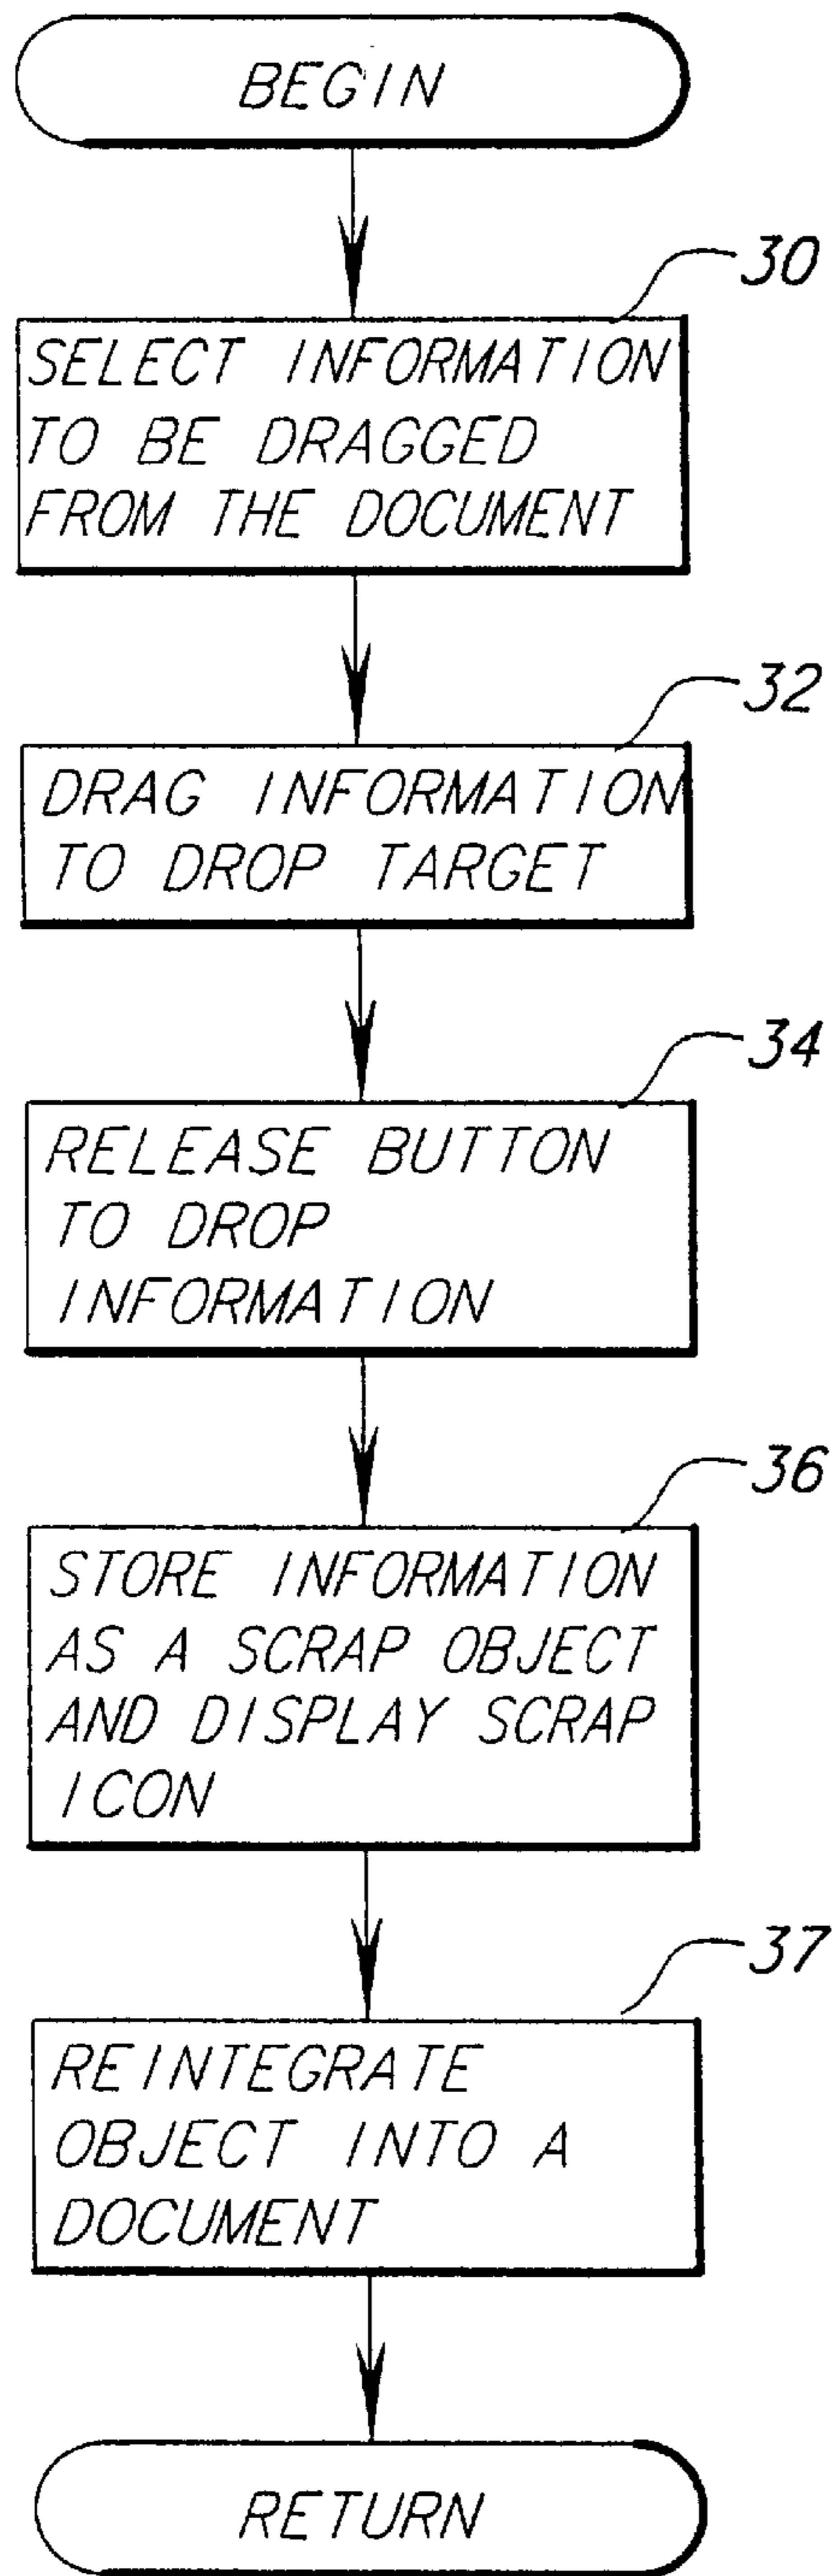 BEGIN
30
SELECT INFORMATION
TO BE DRAGGED
FROM THE DOCUMENT
32
DRAG INFORMATION
TO DROP TARGET
34
RELEASE BUTTON
TO DROP
INFORMATION
36
STORE INFORMATION
AS A SCRAP OBJECT
AND DISPLAY SCRAP
ICON
37
REINTEGRATE
OBJECT INTO A
DOCUMENT
RETURN